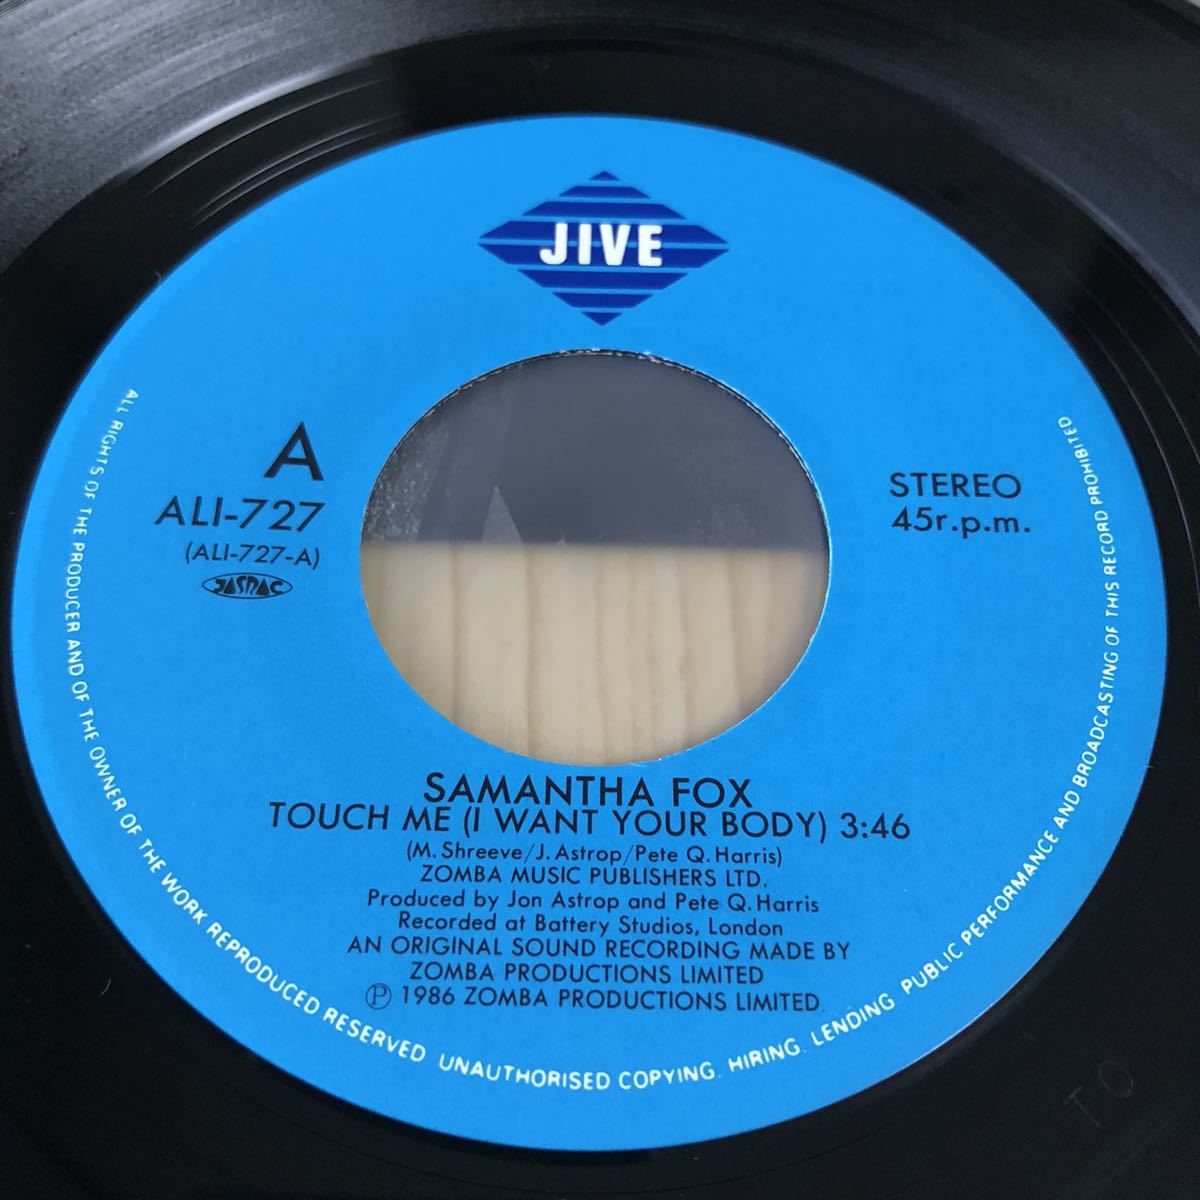 JIVE
A
ALI-727
(ALI-727-A)
JASRAC
STEREO
45r.p.m.
SAMANTHA FOX
TOUCH ME (I WANT YOUR BODY) 3:46
(M. Shreeve/J. Astrop/Pete Q. Harris)
ZOMBA MUSIC PUBLISHERS LTD.
Produced by Jon Astrop and Pete Q. Harris
Recorded at Battery Studios, London
AN ORIGINAL SOUND RECORDING MADE BY
ZOMBA PRODUCTIONS LIMITED
Ⓟ 1986 ZOMBA PRODUCTIONS LIMITED
ALL RIGHTS OF THE PRODUCER AND OF THE OWNER OF THE WORK REPRODUCED RESERVED UNAUTHORISED COPYING. HIRING. LENDING PUBLIC PERFORMANCE AND BROADCASTING OF THIS RECORD PROHIBITED
TO